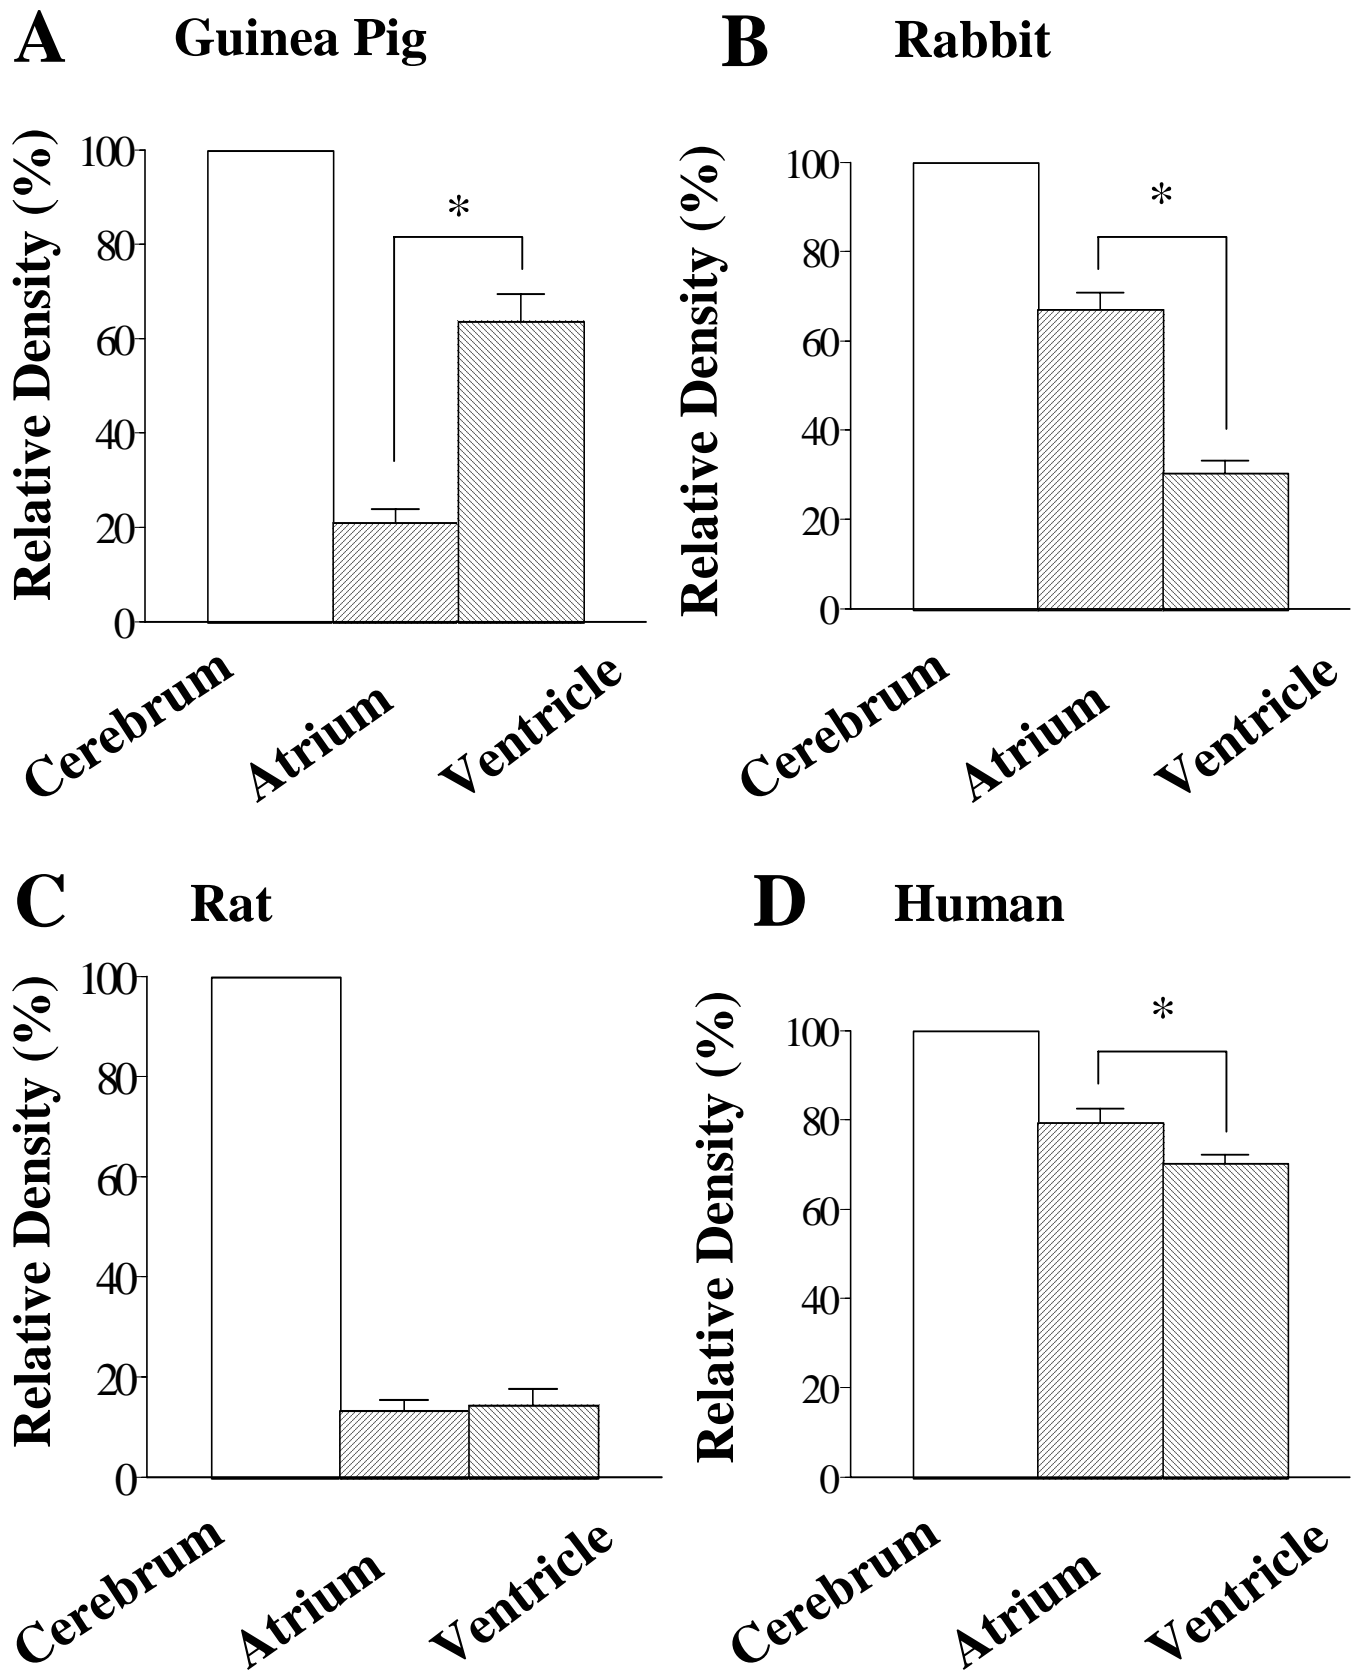 A Guinea Pig
Relative Density (%)
100
80
60
40
20
0
*
Cerebrum
Atrium
Ventricle
B Rabbit
Relative Density (%)
100
80
60
40
20
0
*
Cerebrum
Atrium
Ventricle
C Rat
Relative Density (%)
100
80
60
40
20
0
Cerebrum
Atrium
Ventricle
D Human
Relative Density (%)
100
80
60
40
20
0
*
Cerebrum
Atrium
Ventricle